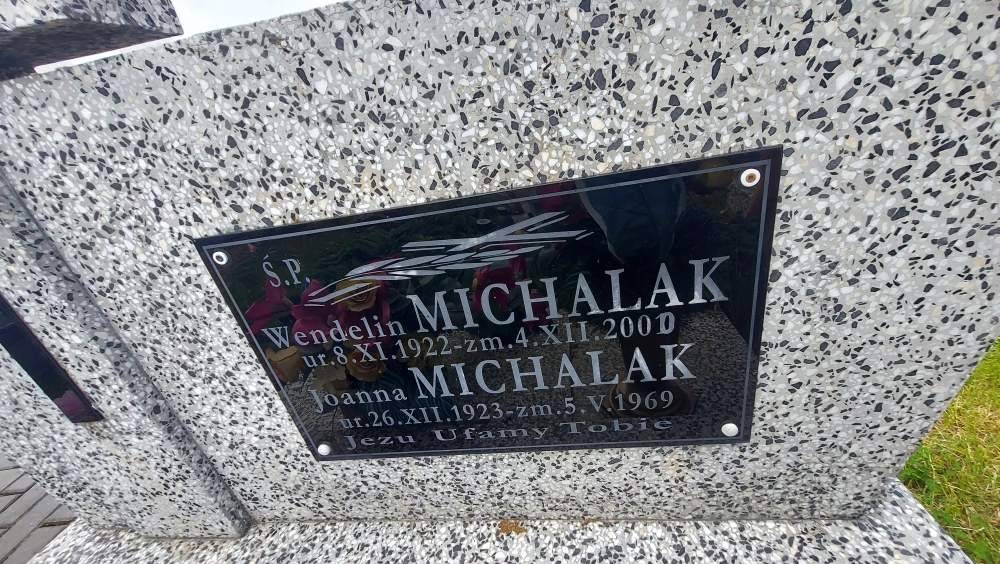 Ś.P.
Wendelin MICHALAK
ur.8.XI.1922-zm.4.XII.2000
Joanna MICHALAK
ur.26.XII.1923-zm.5.V.1969
Jezu Ufamy Tobie